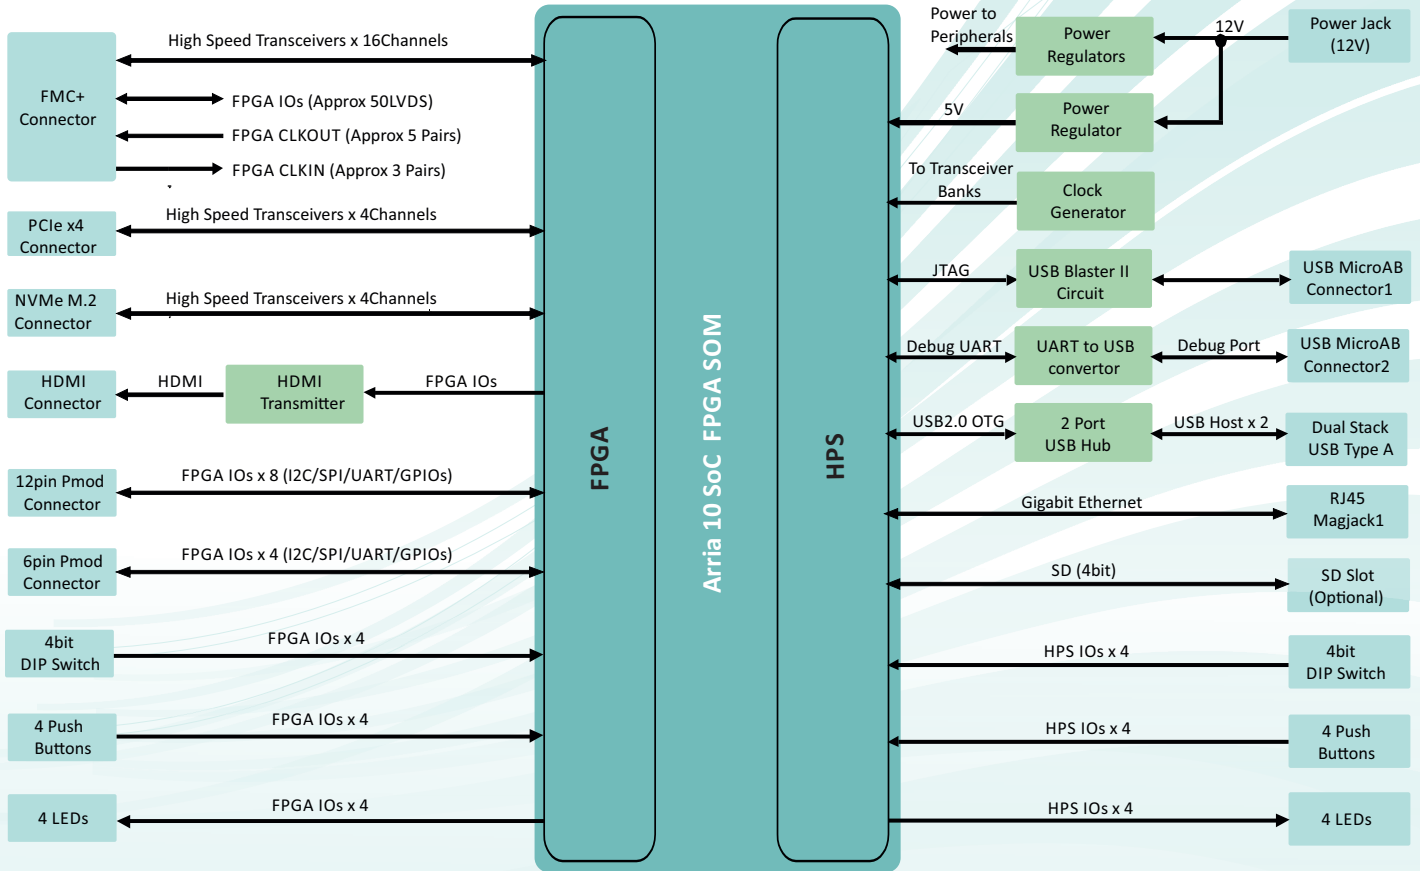 High Speed Transceivers x 16Channels
FMC+
Connector
FPGA IOs (Approx 50LVDS)
FPGA CLKOUT (Approx 5 Pairs)
FPGA CLKIN (Approx 3 Pairs)
PCIe x4
Connector
High Speed Transceivers x 4Channels
NVMe M.2
Connector
High Speed Transceivers x 4Channels
HDMI
Connector
HDMI
HDMI
Transmitter
FPGA IOs
12pin Pmod
Connector
FPGA IOs x 8 (I2C/SPI/UART/GPIOs)
6pin Pmod
Connector
FPGA IOs x 4 (I2C/SPI/UART/GPIOs)
4bit
DIP Switch
FPGA IOs x 4
4 Push
Buttons
FPGA IOs x 4
4 LEDs
FPGA IOs x 4
FPGA
Arria 10 SoC FPGA SOM
HPS
Power to
Peripherals
Power
Regulators
12V
Power Jack
(12V)
5V
Power
Regulator
To Transceiver
Banks
Clock
Generator
JTAG
USB Blaster II
Circuit
USB MicroAB
Connector1
Debug UART
UART to USB
convertor
Debug Port
USB MicroAB
Connector2
USB2.0 OTG
2 Port
USB Hub
USB Host x 2
Dual Stack
USB Type A
Gigabit Ethernet
RJ45
Magjack1
SD (4bit)
SD Slot
(Optional)
HPS IOs x 4
4bit
DIP Switch
HPS IOs x 4
4 Push
Buttons
HPS IOs x 4
4 LEDs